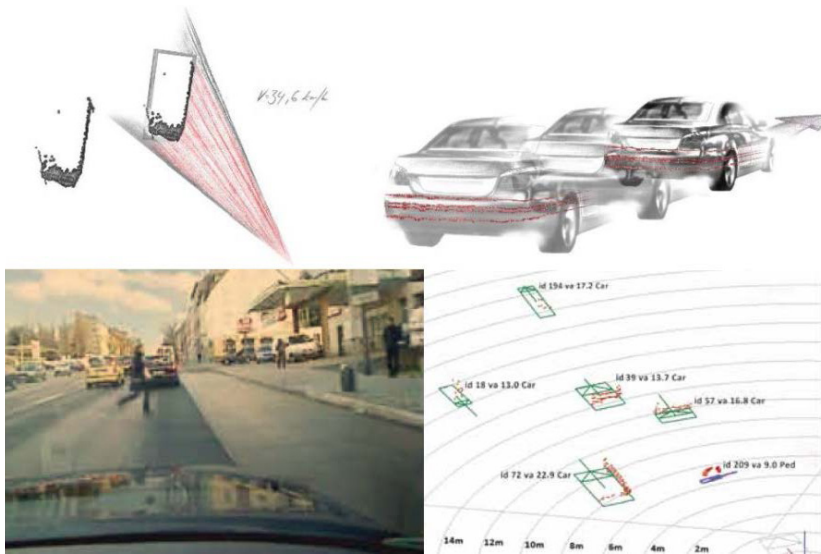 V=34,6 km/h
id 194 va 17.2 Car
id 18 va 13.0 Car
id 39 va 13.7 Car
id 57 va 16.8 Car
id 72 va 22.9 Car
id 209 va 9.0 Ped
14m 12m 10m 8m 6m 4m 2m